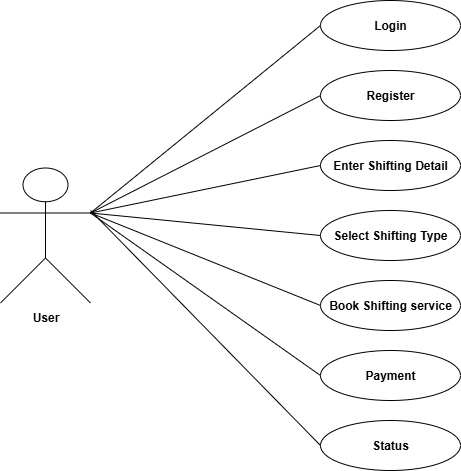 Login
Register
Enter Shifting Detail
Select Shifting Type
Book Shifting service
User
Payment
Status